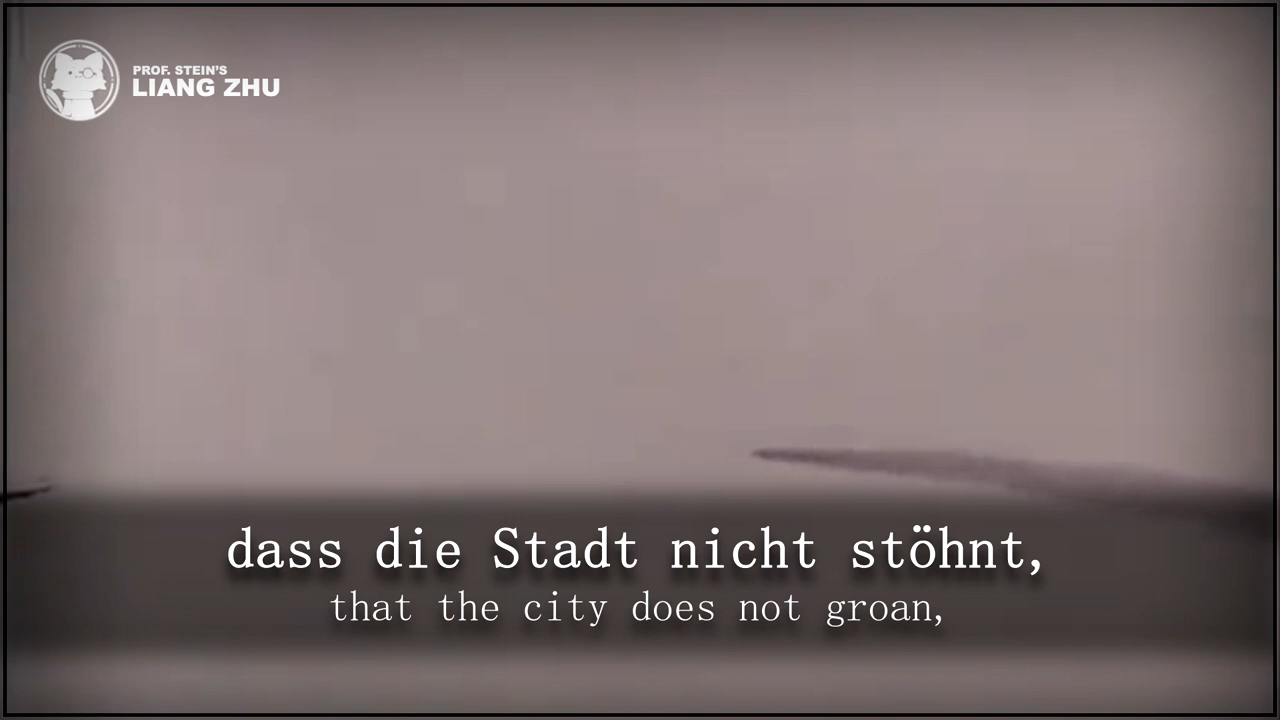 PROF. STEIN'S
LIANG ZHU
dass die Stadt nicht stöhnt,
that the city does not groan,